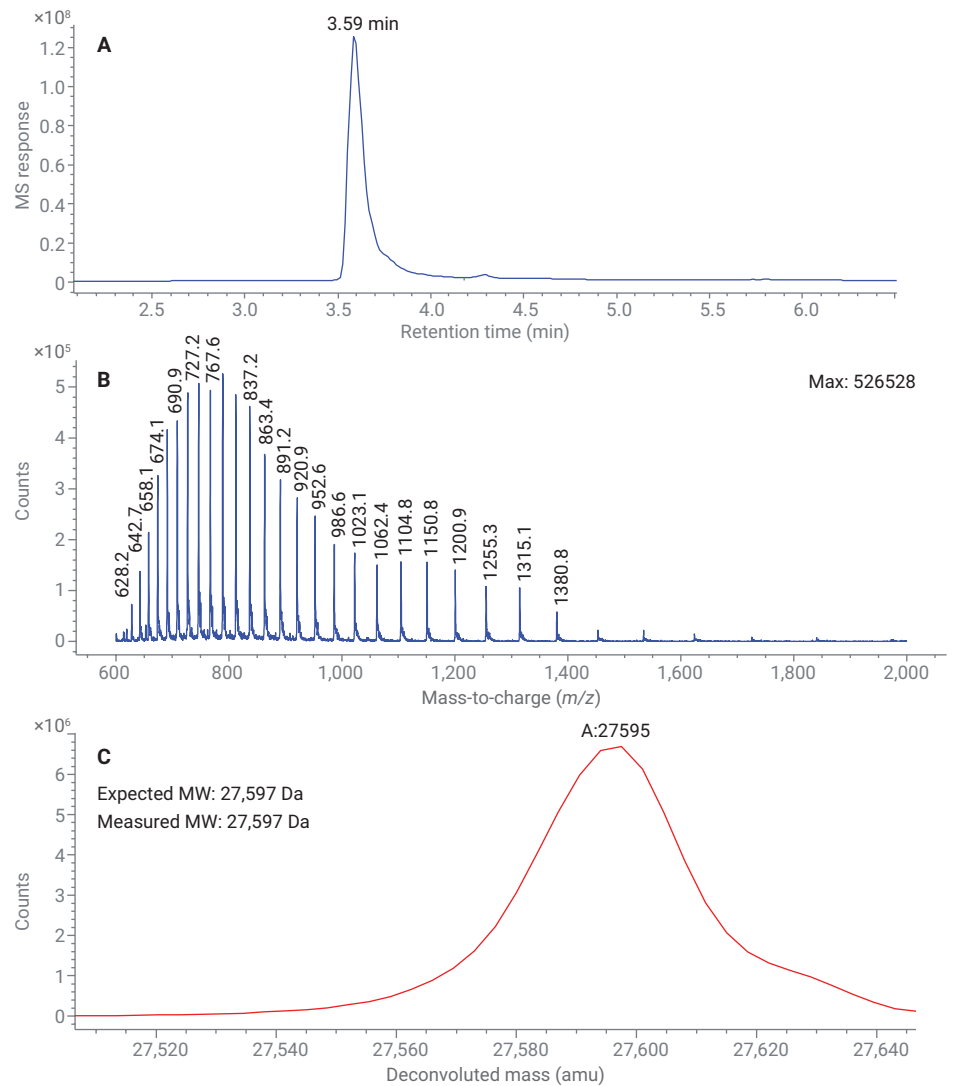 ×10⁸
3.59 min
A
1.2
1.0
0.8
0.6
0.4
0.2
0
MS response
2.5 3.0 3.5 4.0 4.5 5.0 5.5 6.0
Retention time (min)
×10⁵
B
Max: 526528
5
4
3
2
1
0
Counts
628.2
642.7
658.1
674.1
690.9
727.2
767.6
837.2
863.4
891.2
920.9
952.6
986.6
1023.1
1062.4
1104.8
1150.8
1200.9
1255.3
1315.1
1380.8
600 800 1,000 1,200 1,400 1,600 1,800 2,000
Mass-to-charge (m/z)
×10⁶
A:27595
C
Expected MW: 27,597 Da
Measured MW: 27,597 Da
6
5
4
3
2
1
0
Counts
27,520 27,540 27,560 27,580 27,600 27,620 27,640
Deconvoluted mass (amu)